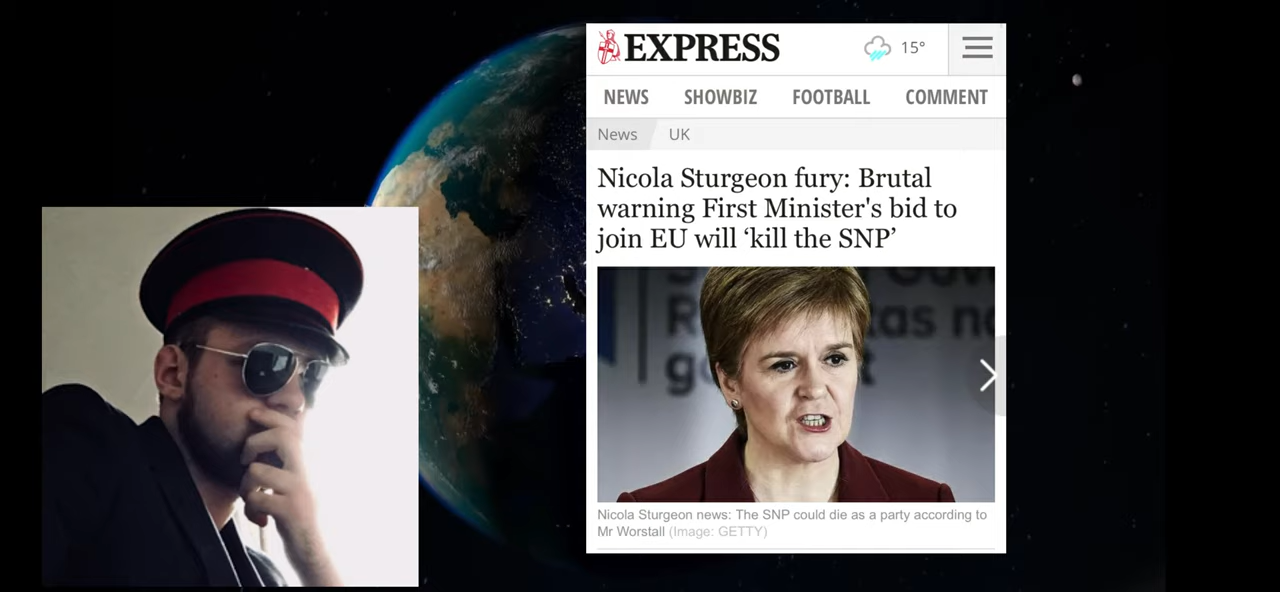 EXPRESS
15°
NEWS SHOWBIZ FOOTBALL COMMENT
News UK
Nicola Sturgeon fury: Brutal
warning First Minister's bid to
join EU will ‘kill the SNP’
Nicola Sturgeon news: The SNP could die as a party according to
Mr Worstall (Image: GETTY)